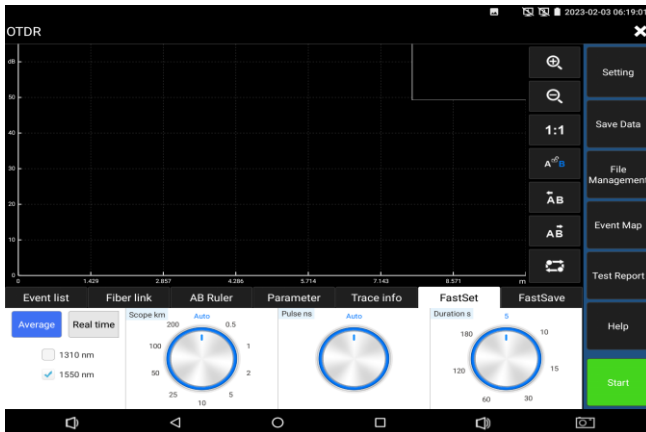 2023-02-03 06:19:01
OTDR
dB
50
40
30
20
10
0
0 1.429 2.857 4.286 5.714 7.143 8.571 m
1:1
A B
AB
AB
Setting
Save Data
File
Management
Event Map
Test Report
Help
Start
Event list Fiber link AB Ruler Parameter Trace info FastSet FastSave
Average Real time
1310 nm
1550 nm
Scope km
Auto
0.5
1
2
5
10
25
50
100
200
Pulse ns
Auto
Duration s
5
10
15
30
60
120
180